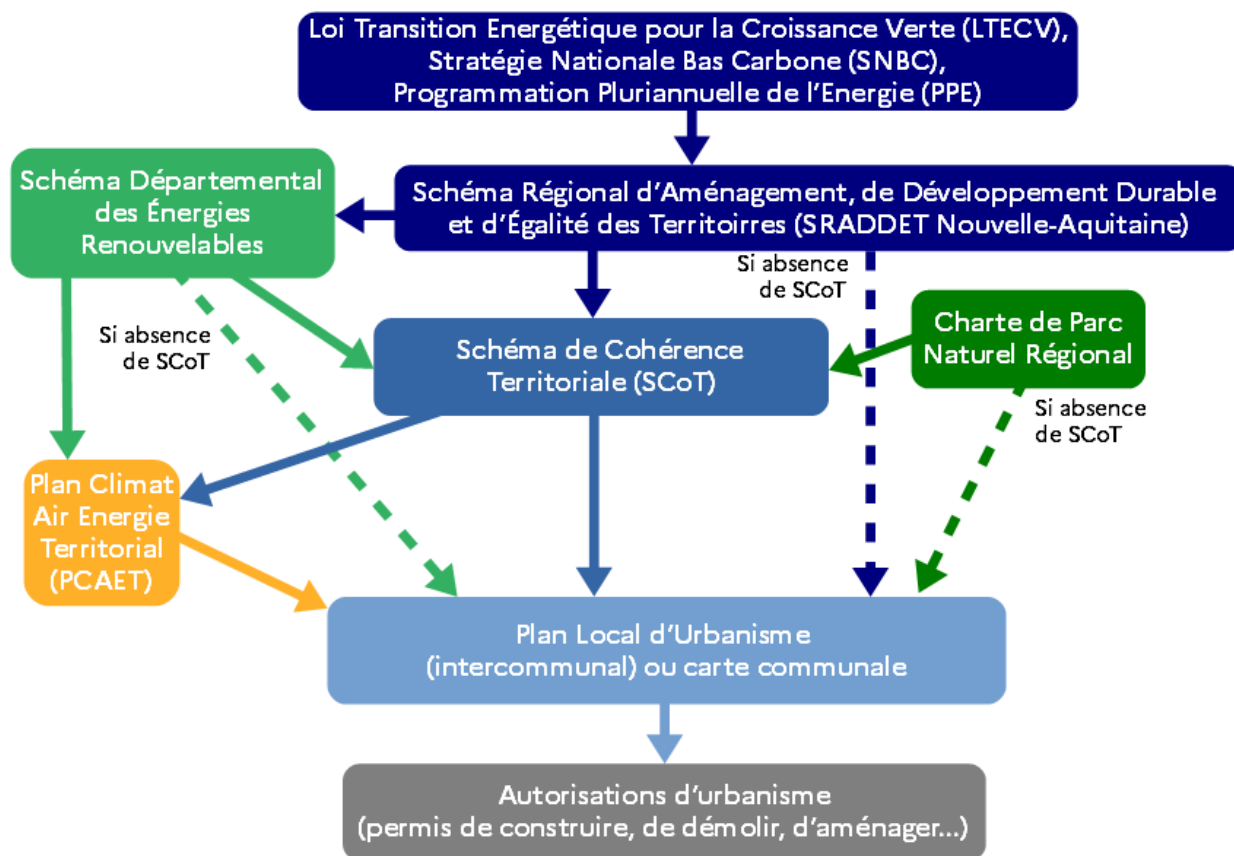 Loi Transition Energétique pour la Croissance Verte (LTECV),
Stratégie Nationale Bas Carbone (SNBC),
Programmation Pluriannuelle de l'Energie (PPE)
Schéma Départemental
des Énergies
Renouvelables
Schéma Régional d'Aménagement, de Développement Durable
et d'Égalité des Territoirres (SRADDET Nouvelle-Aquitaine)
Si absence
de SCoT
Si absence
de SCoT
Schéma de Cohérence
Territoriale (SCoT)
Charte de Parc
Naturel Régional
Si absence
de SCoT
Plan Climat
Air Energie
Territorial
(PCAET)
Plan Local d'Urbanisme
(intercommunal) ou carte communale
Autorisations d'urbanisme
(permis de construire, de démolir, d'aménager...)